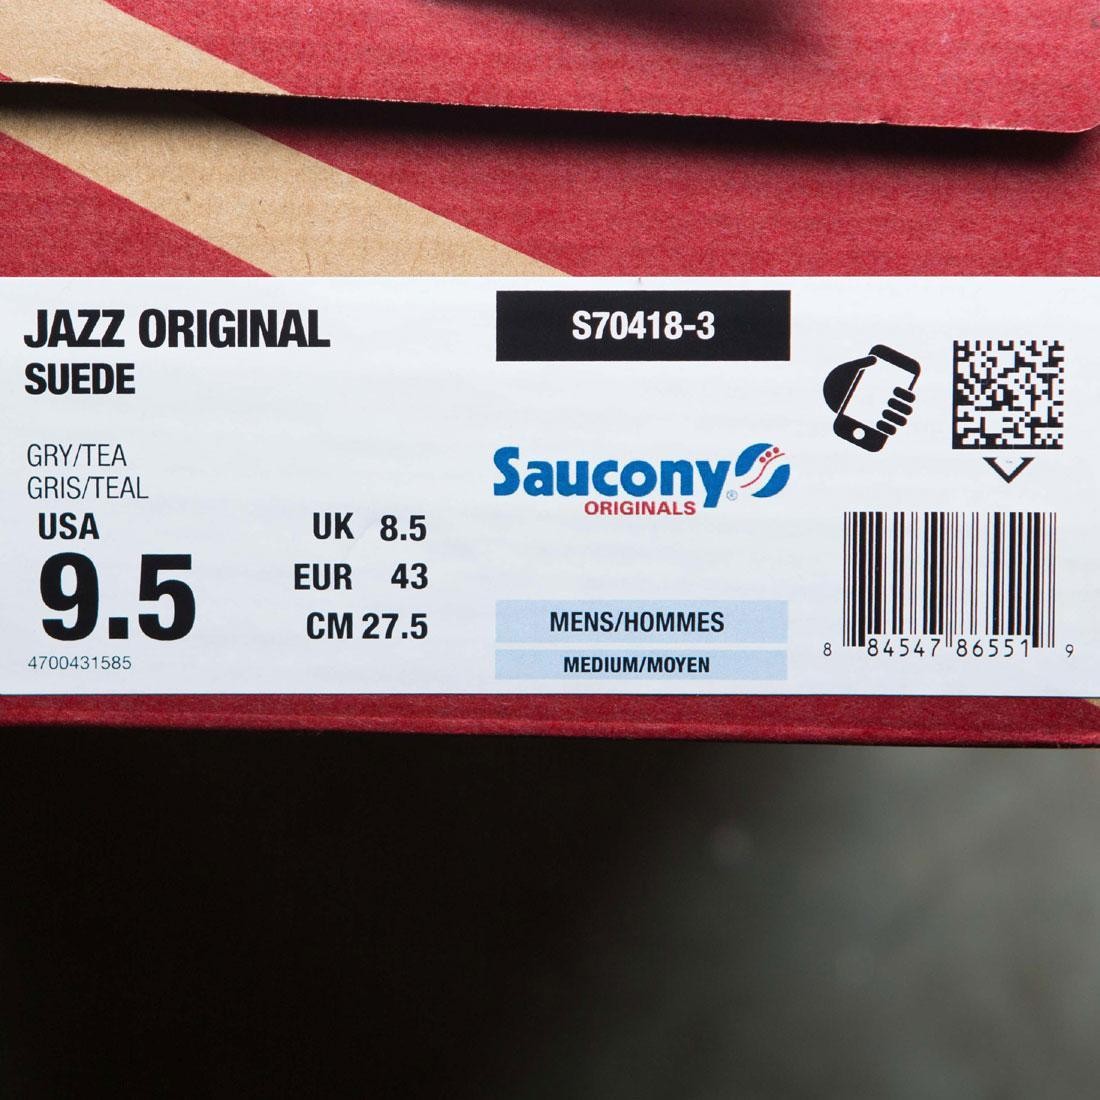 JAZZ ORIGINAL
SUEDE
GRY/TEA
GRIS/TEAL
USA
9.5
4700431585
UK 8.5
EUR 43
CM 27.5
S70418-3
Saucony®
ORIGINALS
MENS/HOMMES
MEDIUM/MOYEN
8 84547 86551 9